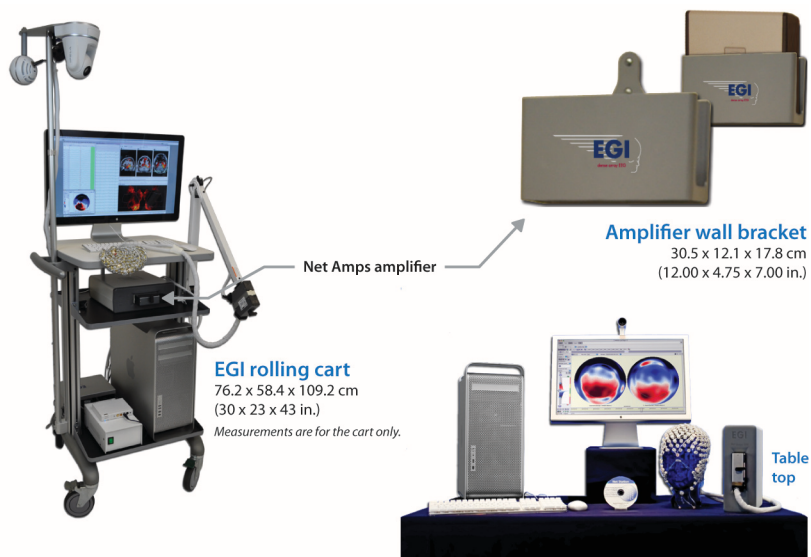 EGI
EGI
Amplifier wall bracket
30.5 x 12.1 x 17.8 cm
(12.00 x 4.75 x 7.00 in.)
Net Amps amplifier
EGI rolling cart
76.2 x 58.4 x 109.2 cm
(30 x 23 x 43 in.)
Measurements are for the cart only.
EGI
Table
top